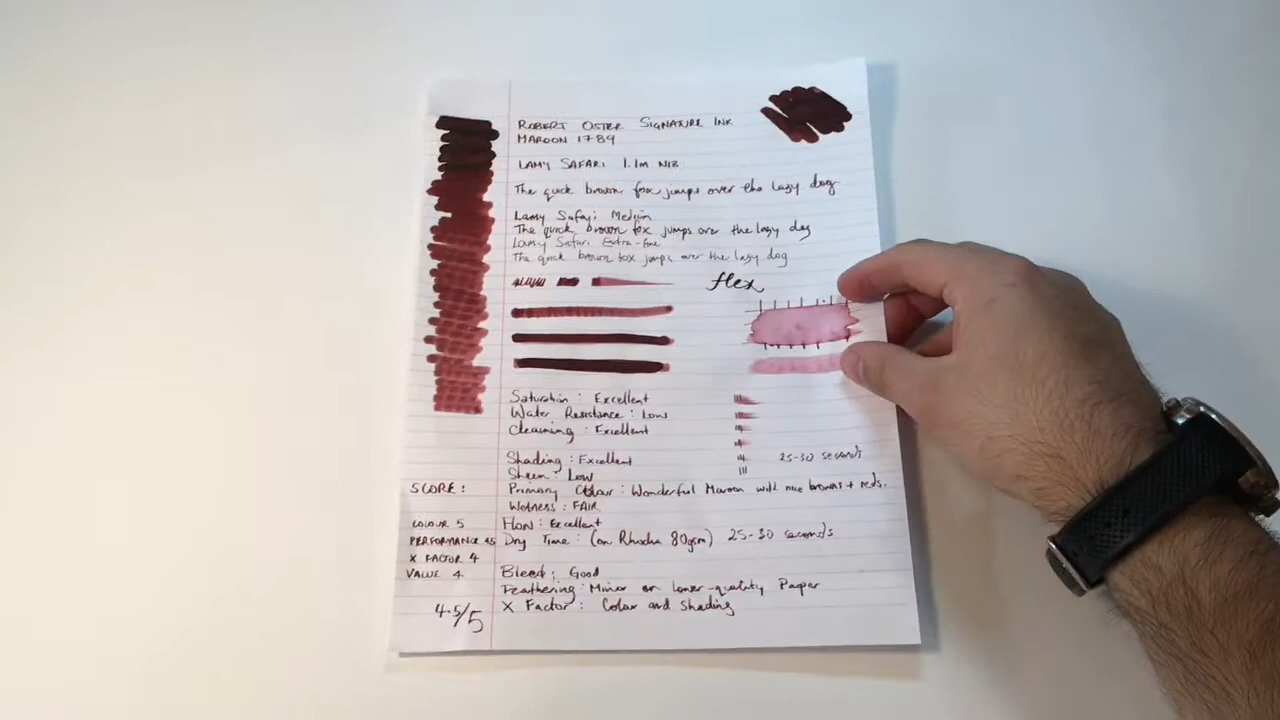 ROBERT OSTER SIGNATURE INK
MAROON 1789
LAMY SAFARI 1.1m NIB
The quick brown fox jumps over the lazy dog
Lamy Safari Medium
The quick brown fox jumps over the lazy dog
Lamy Safari Extra-fine
The quick brown fox jumps over the lazy dog
flex
Saturation : Excellent
Water Resistance : Low
Cleaning : Excellent
Shading : Excellent
25-30 seconds
Sheen : Low
Primary Colour : Wonderful Maroon with nice browns + reds.
Wetness : FAIR
Flow : Excellent
Dry Time : (on Rhodia 80gsm) 25-30 seconds
Bleed : Good
Feathering : Minor on lower-quality Paper
X Factor : Color and Shading
SCORE :
COLOUR 5
PERFORMANCE 4.5
X FACTOR 4
VALUE 4
4.5/5